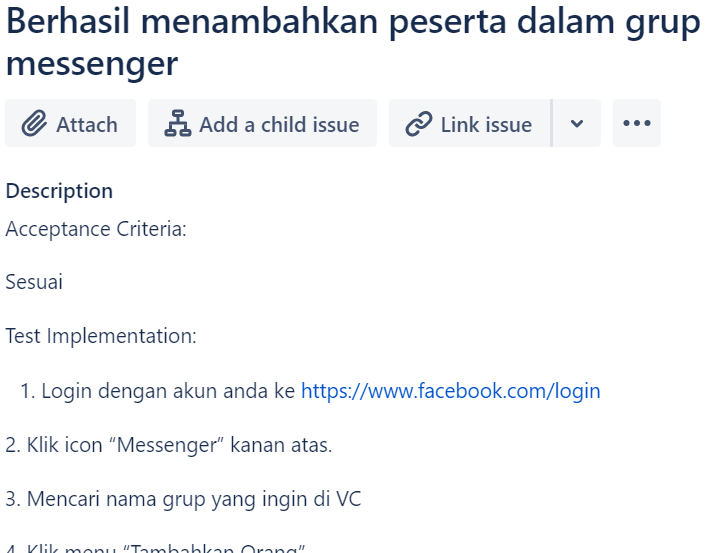 Berhasil menambahkan peserta dalam grup
messenger
Attach
Add a child issue
Link issue
Description
Acceptance Criteria:
Sesuai
Test Implementation:
1. Login dengan akun anda ke https://www.facebook.com/login
2. Klik icon “Messenger” kanan atas.
3. Mencari nama grup yang ingin di VC
4. Klik menu “Tambahkan Orang”